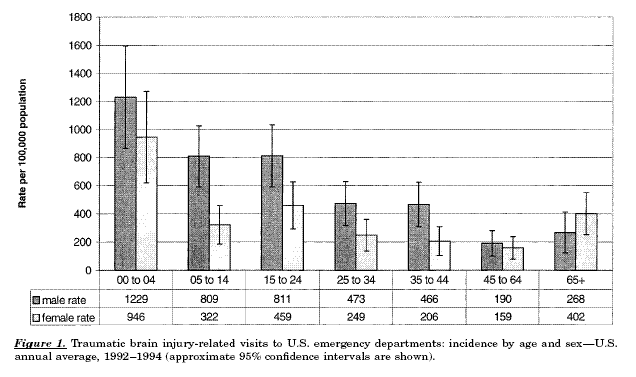 1800
1600
1400
1200
1000
800
600
400
200
0
Rate per 100,000 population
00 to 04 05 to 14 15 to 24 25 to 34 35 to 44 45 to 64 65+
male rate 1229 809 811 473 466 190 268
female rate 946 322 459 249 206 159 402
Figure 1. Traumatic brain injury-related visits to U.S. emergency departments: incidence by age and sex—U.S.
annual average, 1992–1994 (approximate 95% confidence intervals are shown).